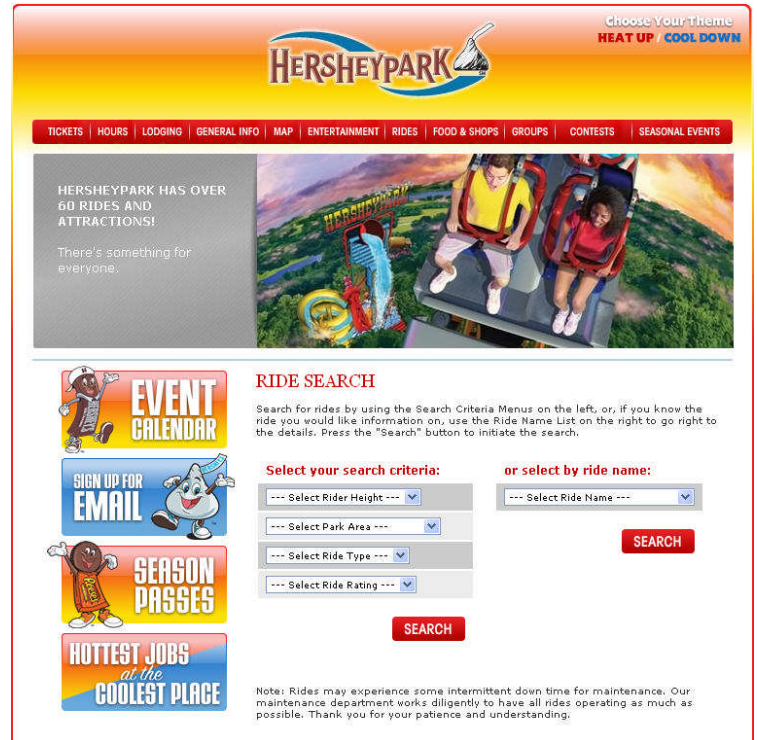 Choose Your Theme
HEAT UP / COOL DOWN
HERSHEYPARK
TICKETS | HOURS | LODGING | GENERAL INFO | MAP | ENTERTAINMENT | RIDES | FOOD & SHOPS | GROUPS | CONTESTS | SEASONAL EVENTS
HERSHEYPARK HAS OVER
60 RIDES AND
ATTRACTIONS!
There's something for
everyone.
HERSHEYPARK
EVENT
CALENDAR
SIGN UP FOR
EMAIL
SEASON
PASSES
HOTTEST JOBS
at the
COOLEST PLACE
RIDE SEARCH
Search for rides by using the Search Criteria Menus on the left, or, if you know the
ride you would like information on, use the Ride Name List on the right to go right to
the details. Press the "Search" button to initiate the search.
Select your search criteria:
--- Select Rider Height ---
--- Select Park Area ---
--- Select Ride Type ---
--- Select Ride Rating ---
SEARCH
or select by ride name:
--- Select Ride Name ---
SEARCH
Note: Rides may experience some intermittent down time for maintenance. Our
maintenance department works diligently to have all rides operating as much as
possible. Thank you for your patience and understanding.